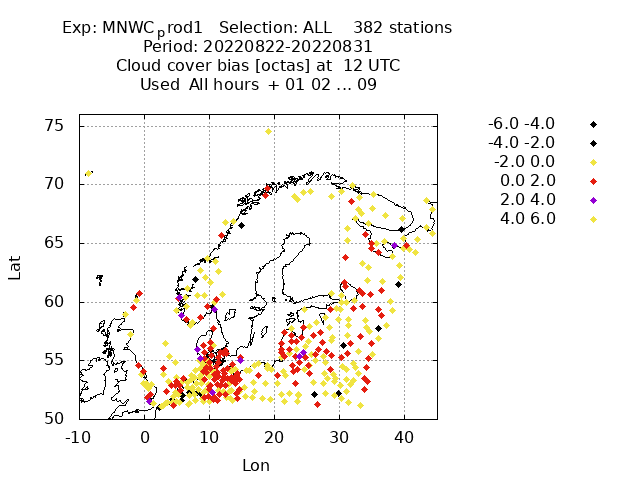 Exp: MNWC_prod1   Selection: ALL    382 stations
Period: 20220822-20220831
Cloud cover bias [octas] at  12 UTC
Used  All hours  + 01 02 ... 09
-6.0 -4.0
-4.0 -2.0
-2.0 0.0
0.0 2.0
2.0 4.0
4.0 6.0
75
70
65
60
55
50
Lat
-10 0 10 20 30 40
Lon